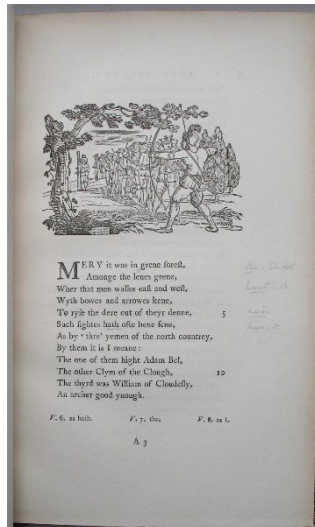 MERY it was in grene foreſt,
Amonge the leues grene,
Wher that men walke eaſt and weſt,
Wyth bowes and arrowes kene,
To ryſe the dere out of theyr denne, 5
Such ſightes hath ofte bene ſene,
As by ' thre' yemen of the north countrey,
By them it is I meane :
The one of them hight Adam Bel,
The other Clym of the Clough, 10
The thyrd was William of Cloudeſly,
An archer good ynough.
V. 6. as hath. V. 7. the. V. 8. as I.
A 3